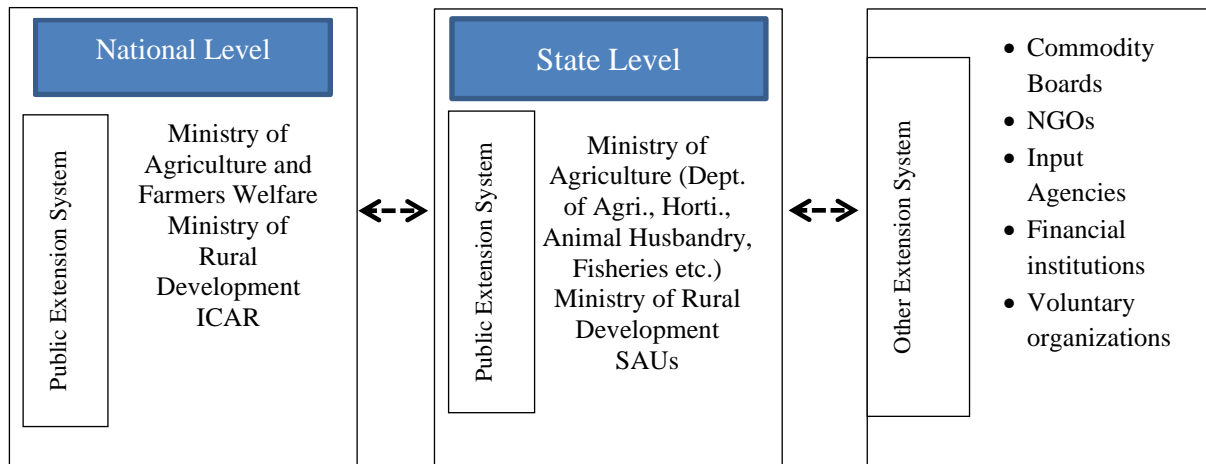 National Level
Public Extension System
Ministry of
Agriculture and
Farmers Welfare
Ministry of
Rural
Development
ICAR
State Level
Public Extension System
Ministry of
Agriculture (Dept.
of Agri., Horti.,
Animal Husbandry,
Fisheries etc.)
Ministry of Rural
Development
SAUs
Other Extension System
• Commodity
Boards
• NGOs
• Input
Agencies
• Financial
institutions
• Voluntary
organizations